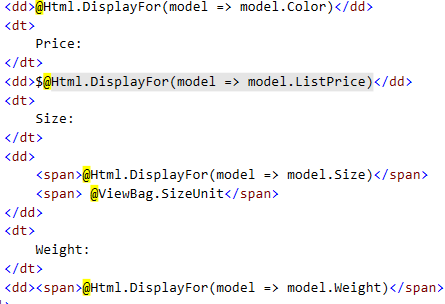 <dd>@Html.DisplayFor(model => model.Color)</dd>
<dt>
Price:
</dt>
<dd>$@Html.DisplayFor(model => model.ListPrice)</dd>
<dt>
Size:
</dt>
<dd>
<span>@Html.DisplayFor(model => model.Size)</span>
<span> @ViewBag.SizeUnit</span>
</dd>
<dt>
Weight:
</dt>
<dd><span>@Html.DisplayFor(model => model.Weight)</span>